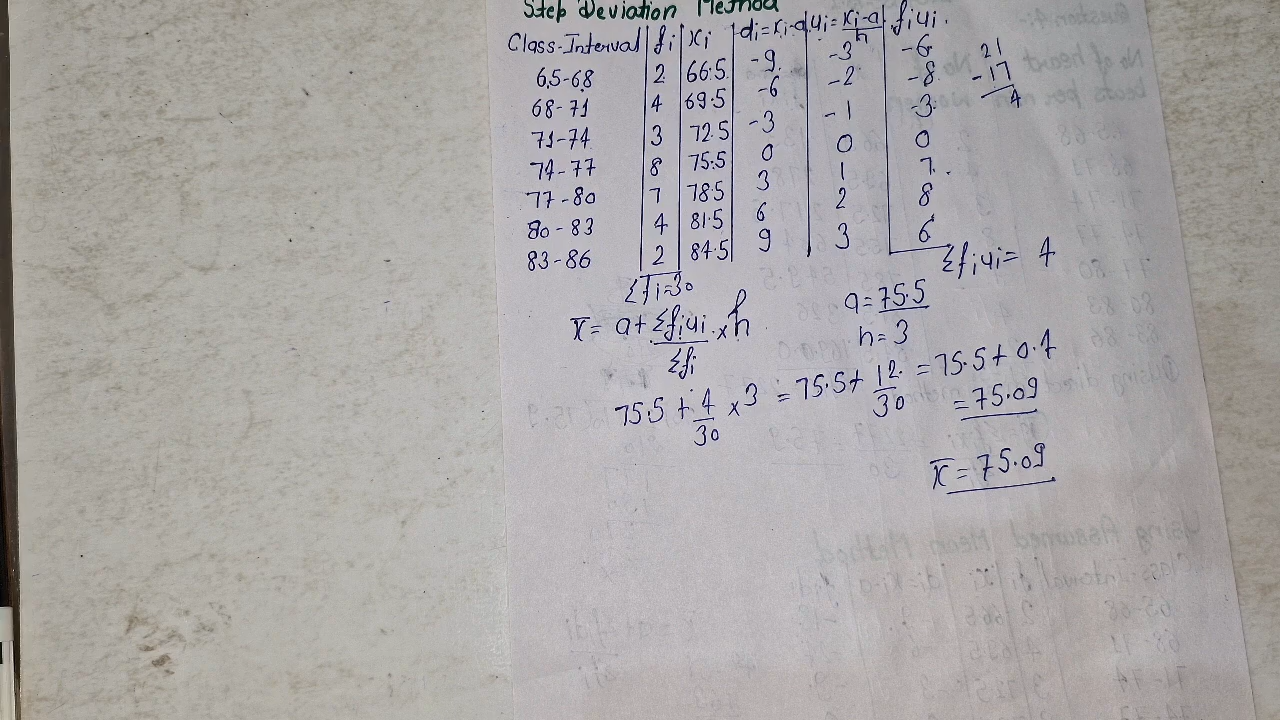 Step Deviation Method
Class-Interval fi xi di=xi-a ui=xi-a/h fiui.
65-68 2 66.5 -9 -3 -6
68-71 4 69.5 -6 -2 -8
71-74 3 72.5 -3 -1 -3
74-77 8 75.5 0 0 0
77-80 7 78.5 3 1 7
80-83 4 81.5 6 2 8
83-86 2 84.5 9 3 6
21
-17
4
Σfi=30
Σfiui= 4
x̄= a+Σfiui/Σfi ×h
a=75.5
h=3
75.5+4/30 ×3 =75.5+12/30 =75.5+0.4
=75.09
x̄=75.09